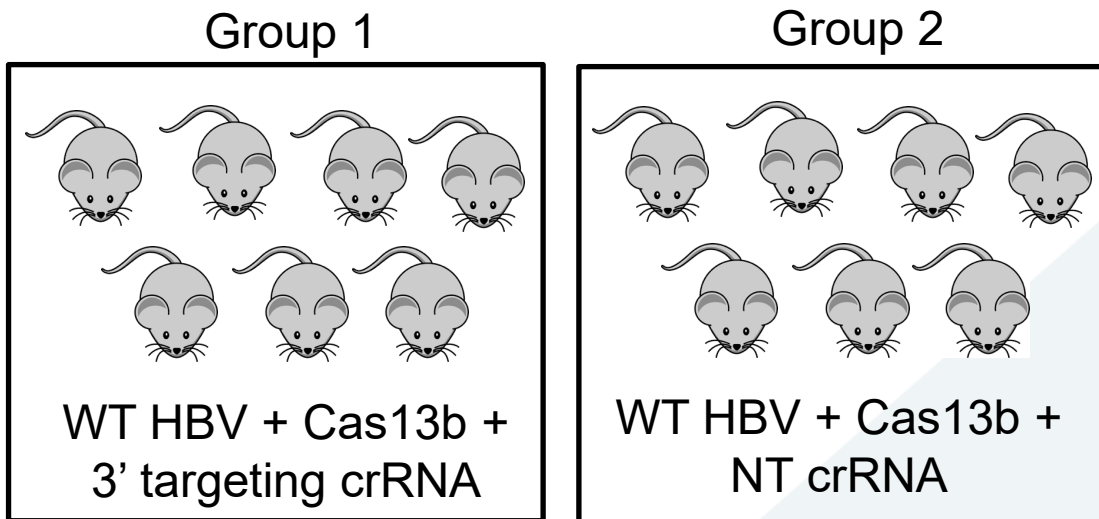 Group 1
Group 2
WT HBV + Cas13b +
3’ targeting crRNA
WT HBV + Cas13b +
NT crRNA